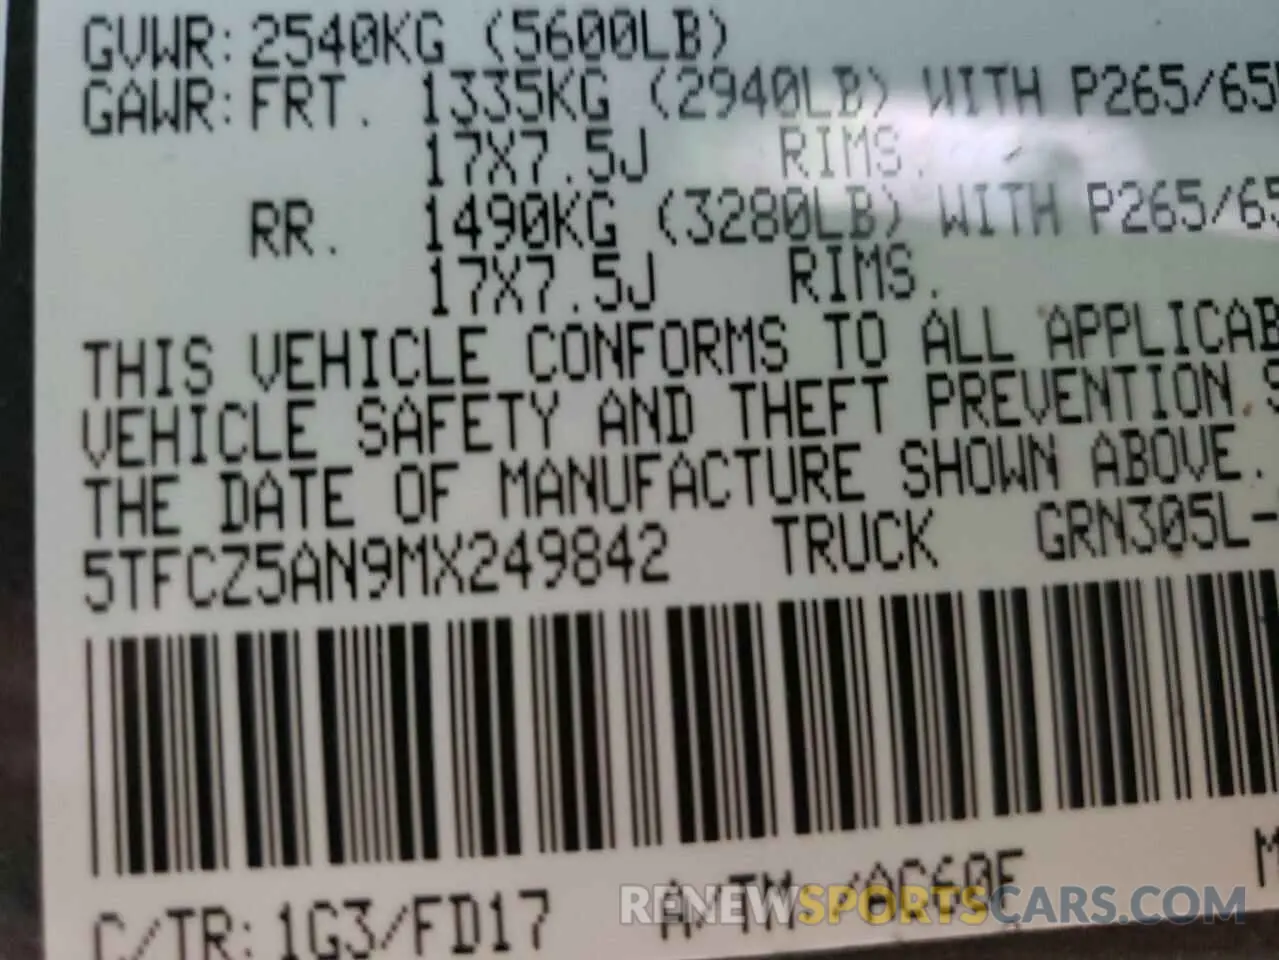 GVWR: 2540KG (5600LB)
GAWR: FRT. 1335KG (2940LB) WITH P265/65
17X7.5J RIMS.
RR. 1490KG (3280LB) WITH P265/65
17X7.5J RIMS.
THIS VEHICLE CONFORMS TO ALL APPLICAB
VEHICLE SAFETY AND THEFT PREVENTION S
THE DATE OF MANUFACTURE SHOWN ABOVE.
5TFCZ5AN9MX249842 TRUCK GRN305L-
C/TR: 1G3/FD17 A/TM /AC60F M
RENEWSPORTSCARS.COM